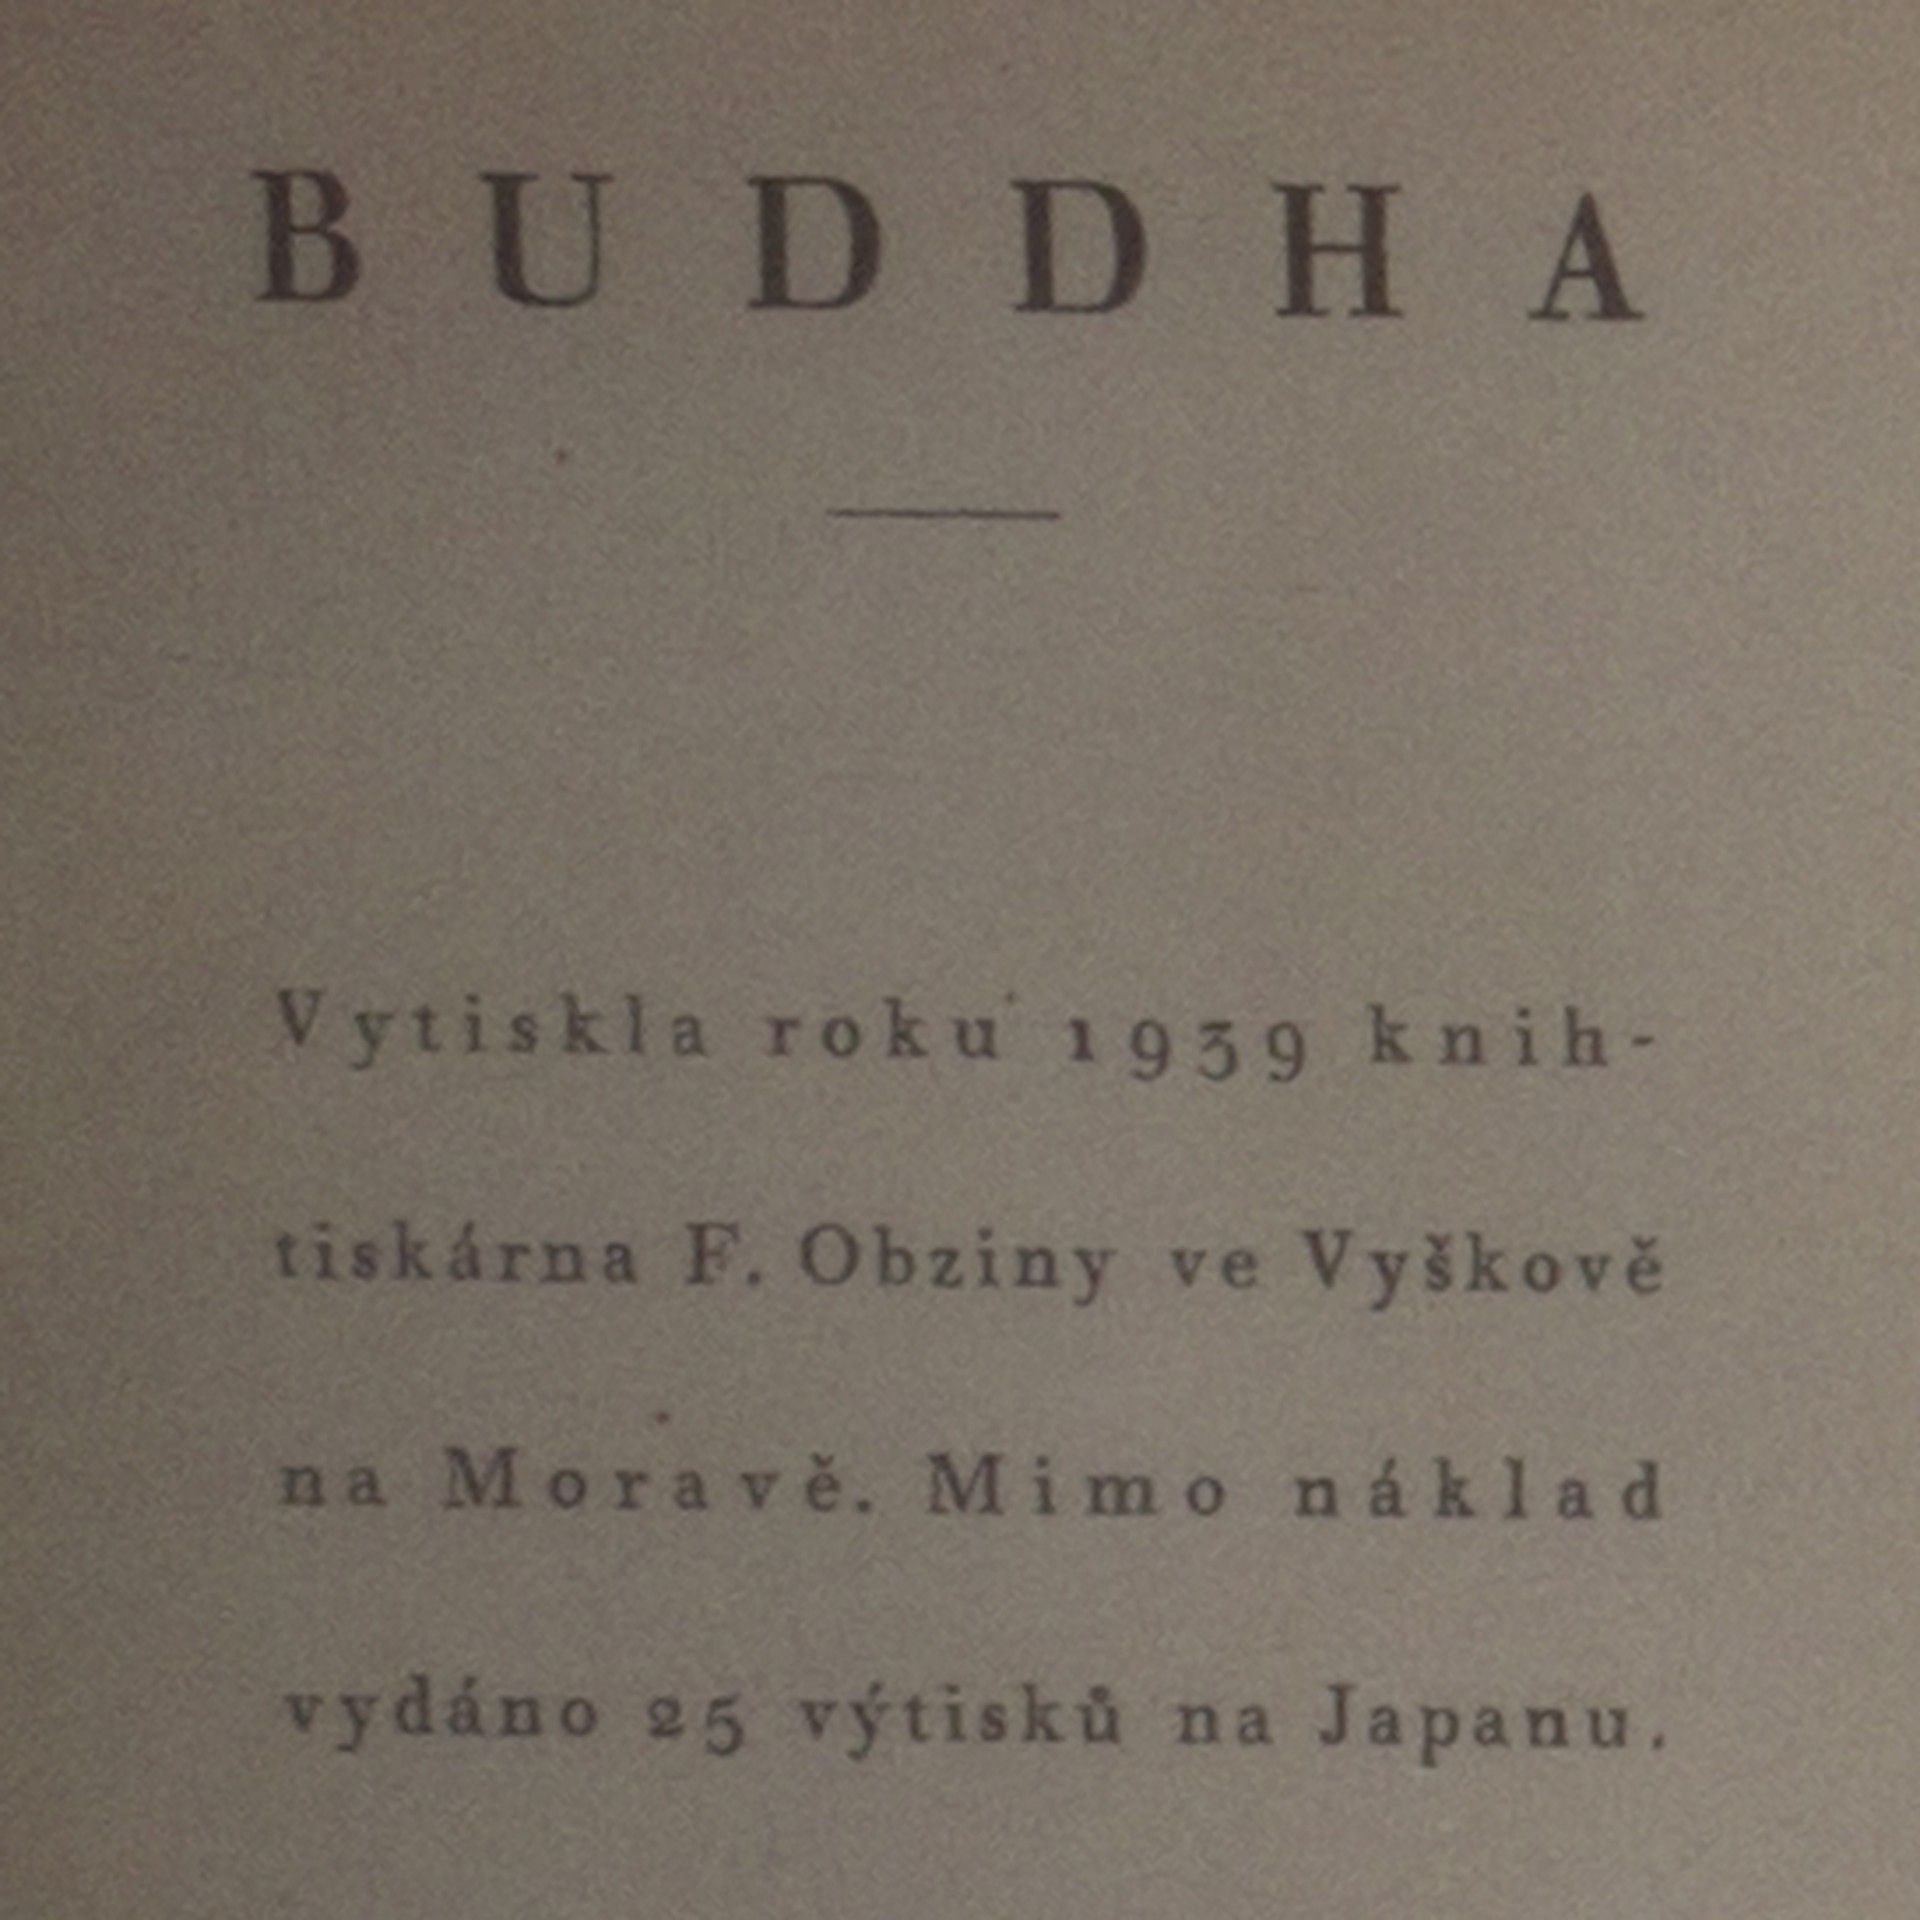 BUDDHA
Vytiskla roku 1939 knih-
tiskárna F. Obziny ve Vyškově
na Moravě. Mimo náklad
vydáno 25 výtisků na Japanu.